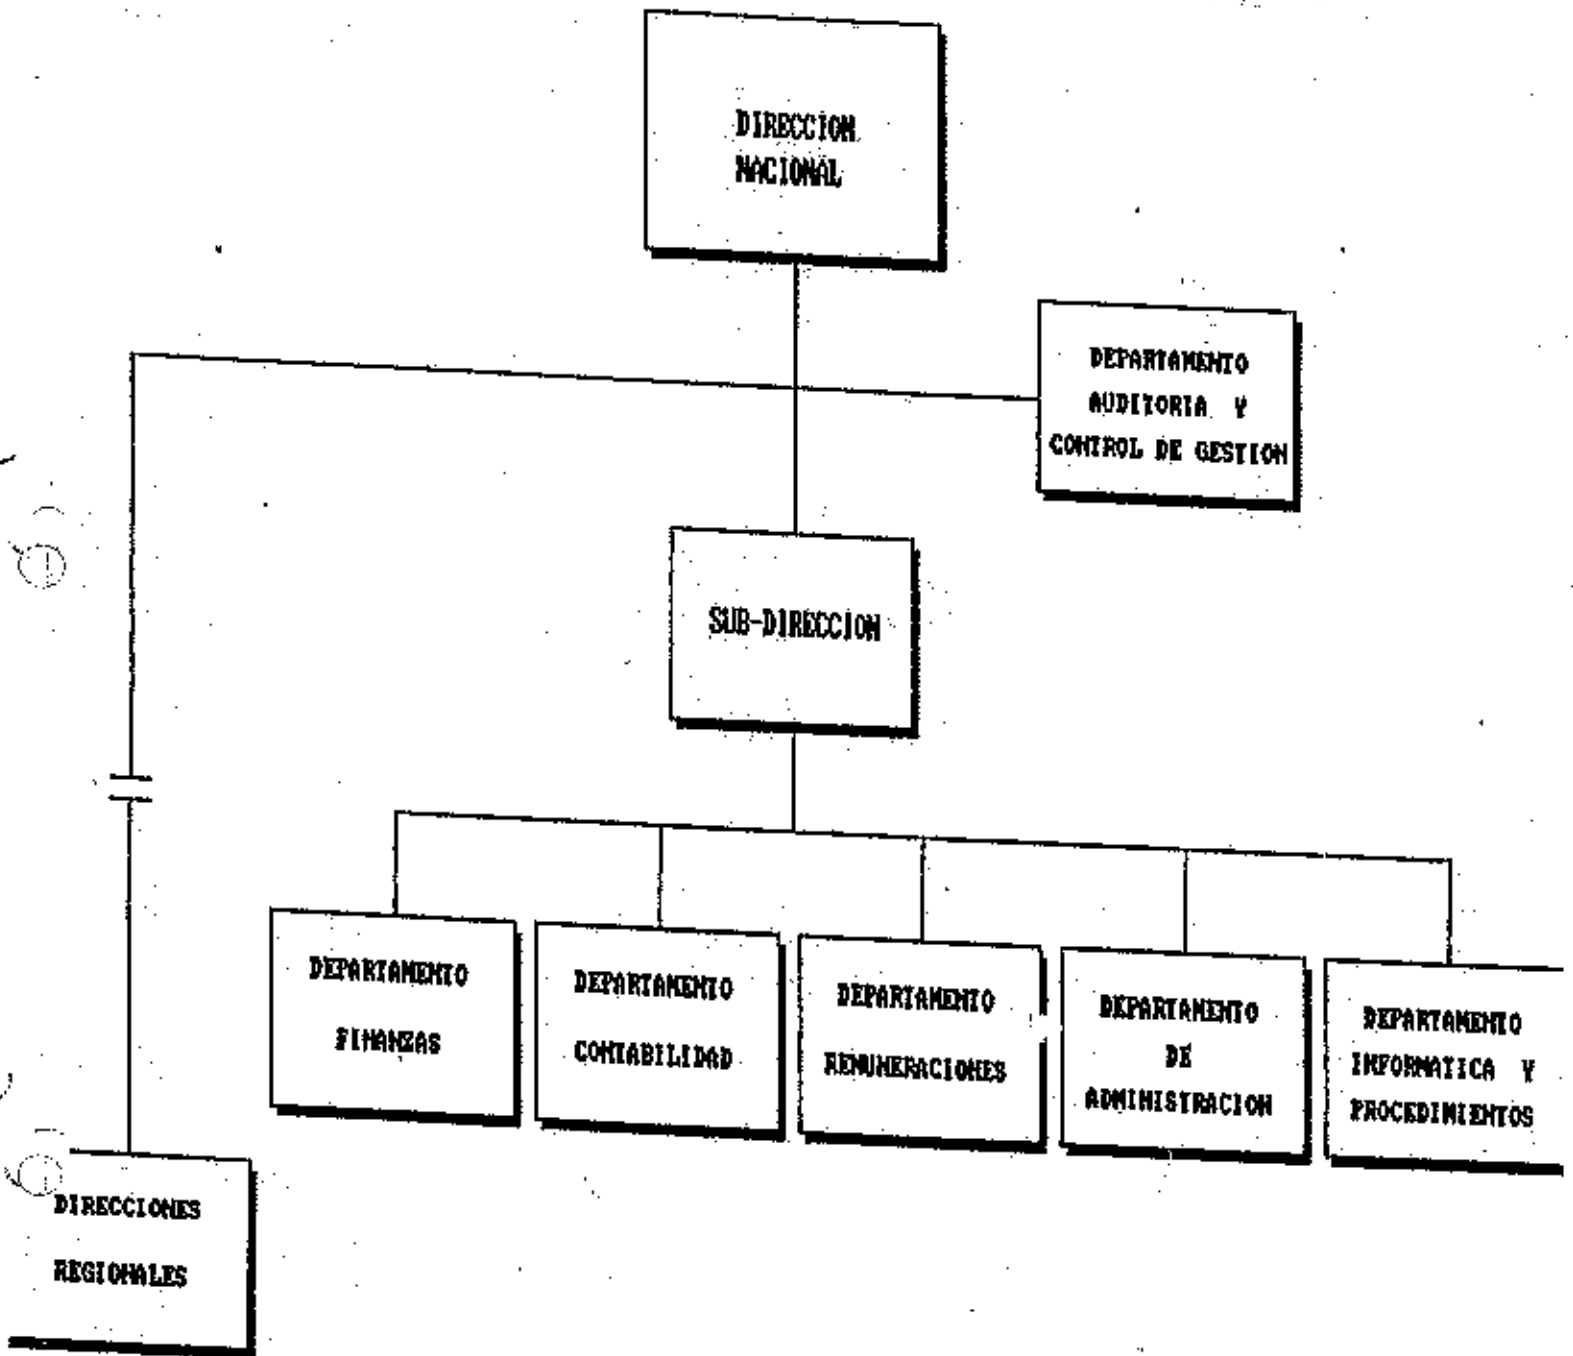 DIRECCION
NACIONAL
DEPARTAMENTO
AUDITORIA Y
CONTROL DE GESTION
SUB-DIRECCION
DEPARTAMENTO
FINANZAS
DEPARTAMENTO
CONTABILIDAD
DEPARTAMENTO
REMUNERACIONES
DEPARTAMENTO
DE
ADMINISTRACION
DEPARTAMENTO
INFORMATICA Y
PROCEDIMIENTOS
DIRECCIONES
REGIONALES